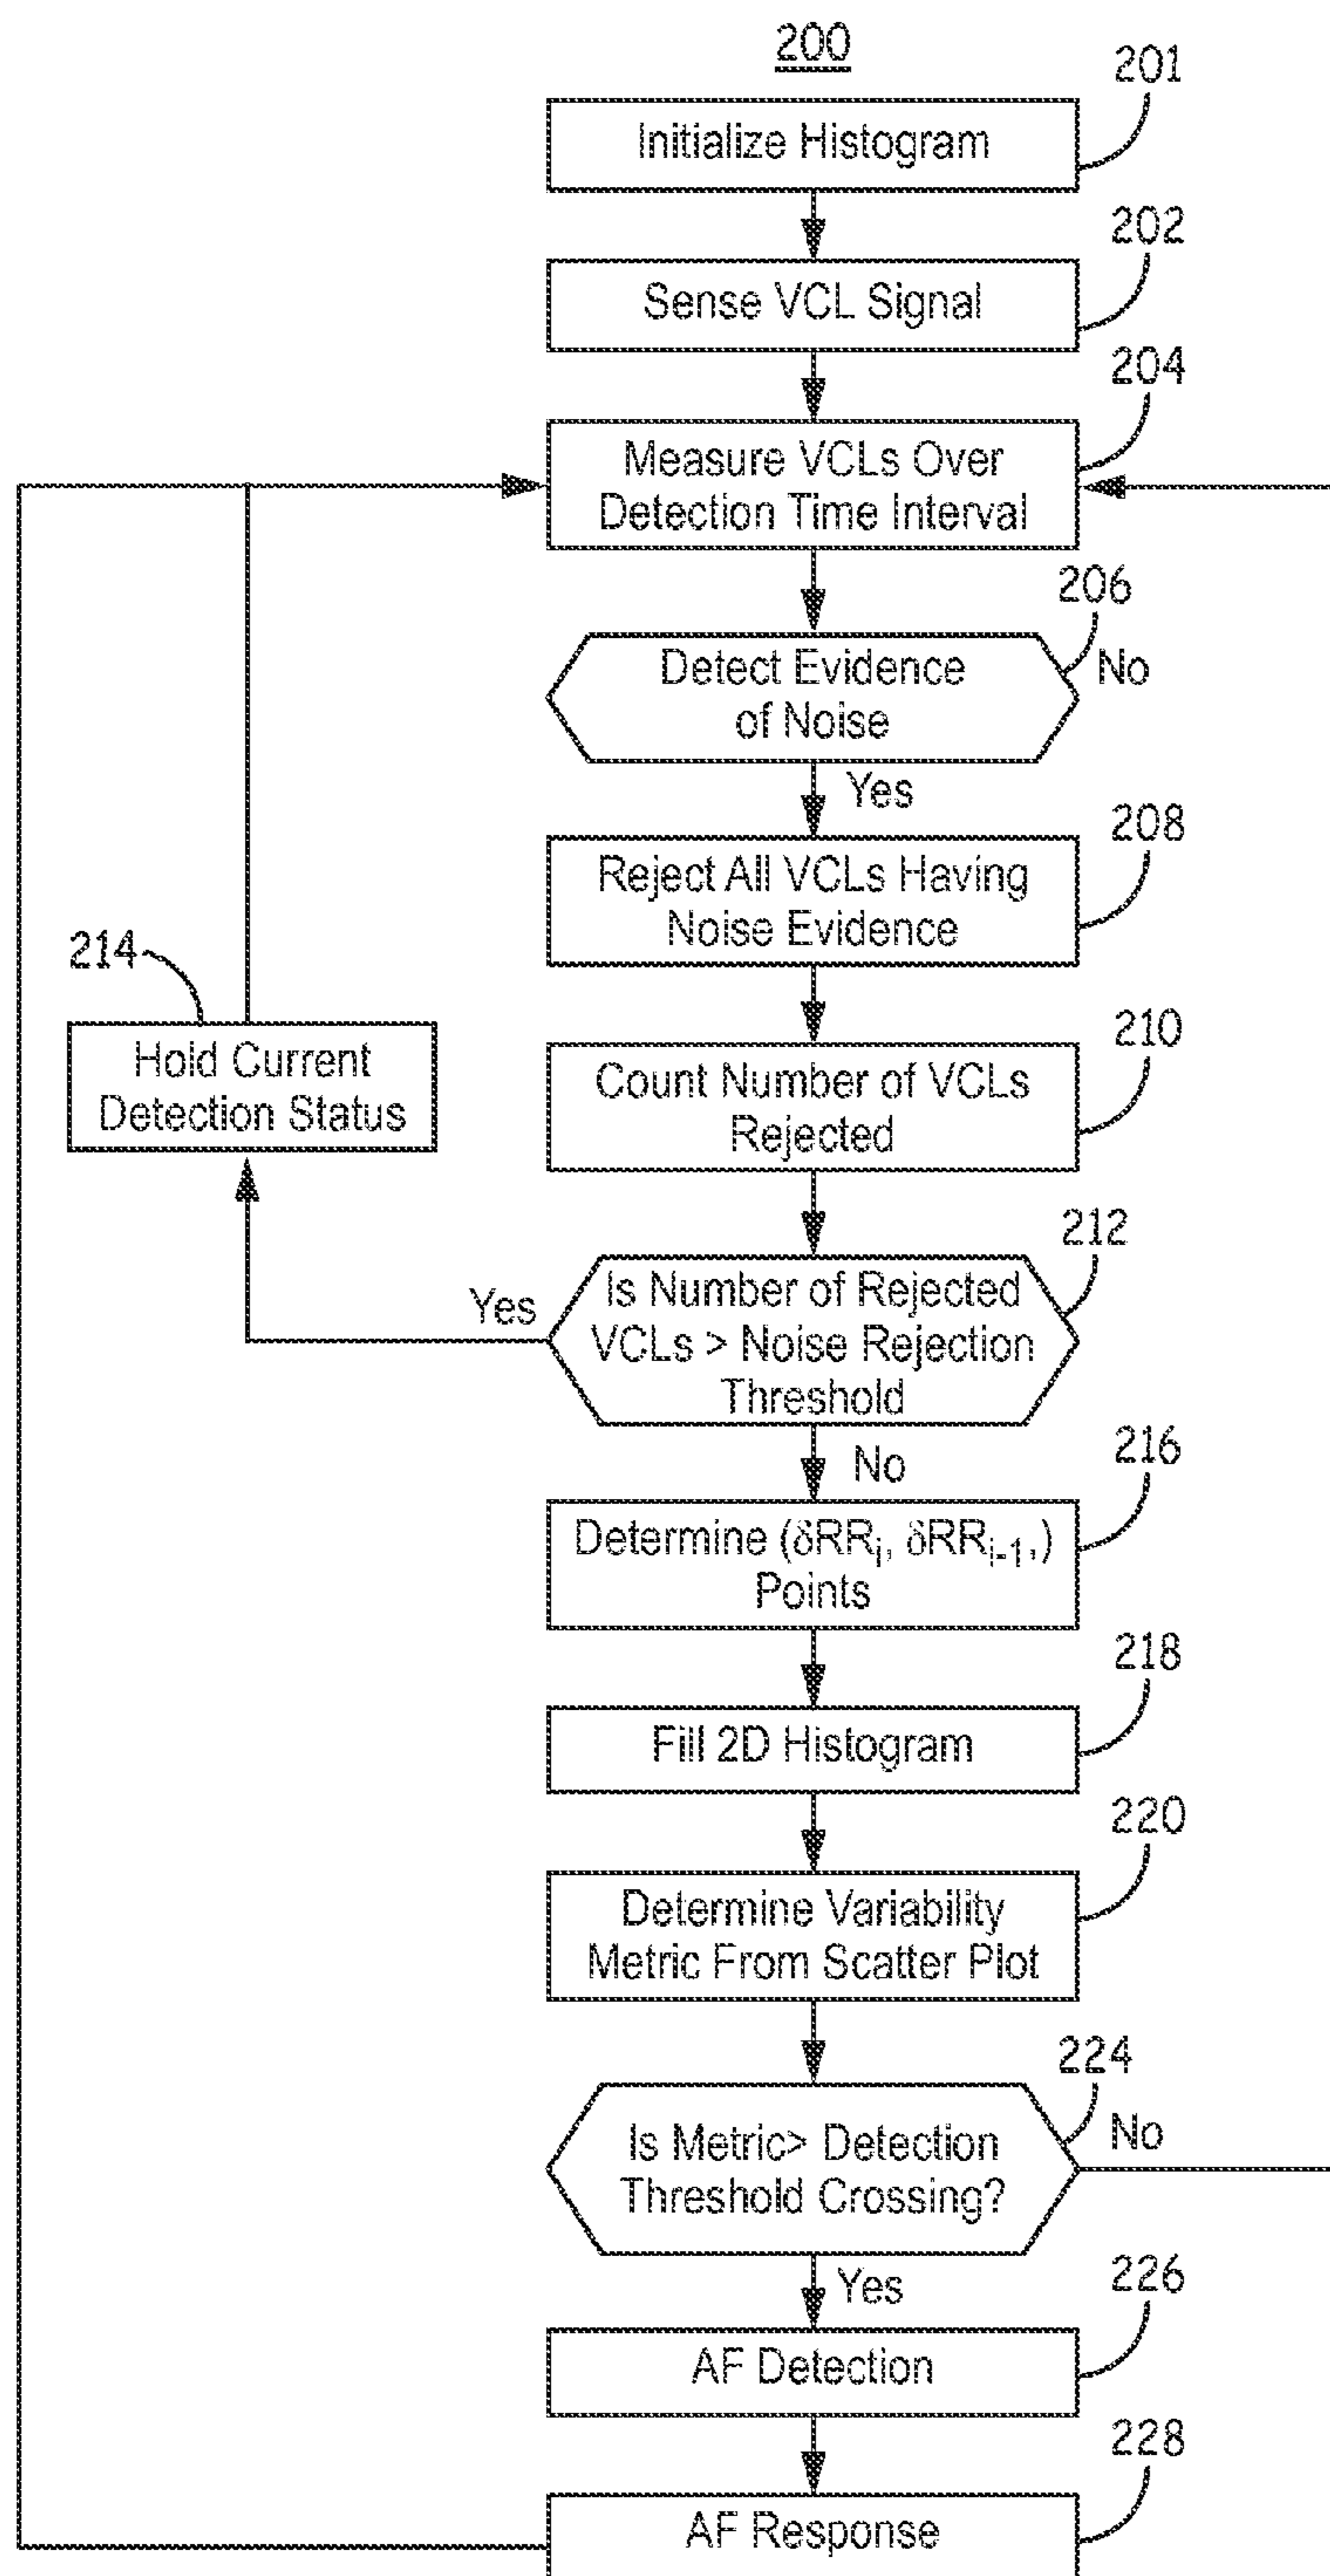 200
201
Initialize Histogram
202
Sense VCL Signal
204
Measure VCLs Over
Detection Time Interval
206
Detect Evidence
of Noise
No
Yes
208
Reject All VCLs Having
Noise Evidence
214
Hold Current
Detection Status
210
Count Number of VCLs
Rejected
212
Is Number of Rejected
VCLs > Noise Rejection
Threshold
Yes
No
216
Determine (δRRᵢ, δRRᵢ₋₁,)
Points
218
Fill 2D Histogram
220
Determine Variability
Metric From Scatter Plot
224
Is Metric> Detection
Threshold Crossing?
No
Yes
226
AF Detection
228
AF Response